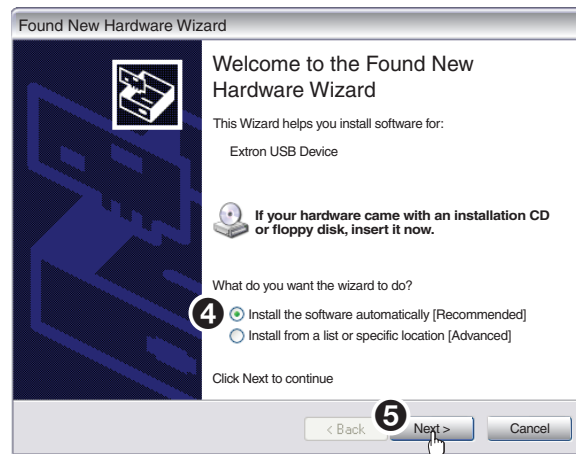 Found New Hardware Wizard
Welcome to the Found New
Hardware Wizard
This Wizard helps you install software for:
Extron USB Device
If your hardware came with an installation CD
or floppy disk, insert it now.
What do you want the wizard to do?
4 Install the software automatically [Recommended]
Install from a list or specific location [Advanced]
Click Next to continue
< Back 5 Next > Cancel